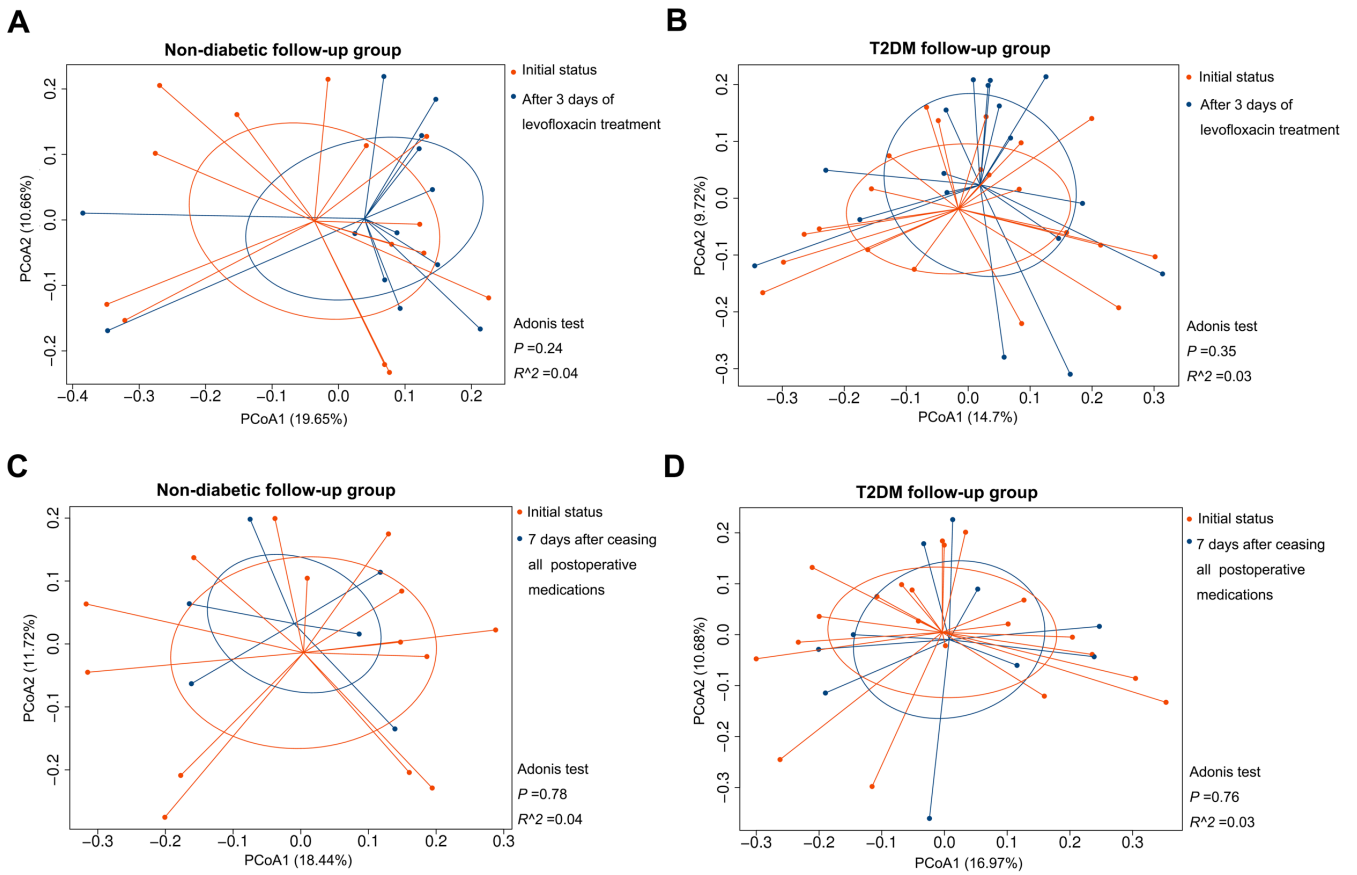 A
Non-diabetic follow-up group
Initial status
After 3 days of
levofloxacin treatment
0.2
0.1
0.0
−0.1
−0.2
PCoA2 (10.66%)
−0.4
−0.3
−0.2
−0.1
0.0
0.1
0.2
PCoA1 (19.65%)
Adonis test
P =0.24
R^2 =0.04
B
T2DM follow-up group
Initial status
After 3 days of
levofloxacin treatment
0.2
0.1
0.0
−0.1
−0.2
−0.3
PCoA2 (9.72%)
−0.3
−0.2
−0.1
0.0
0.1
0.2
0.3
PCoA1 (14.7%)
Adonis test
P =0.35
R^2 =0.03
C
Non-diabetic follow-up group
Initial status
7 days after ceasing
all postoperative
medications
0.2
0.1
0.0
−0.1
−0.2
PCoA2 (11.72%)
−0.3
−0.2
−0.1
0.0
0.1
0.2
0.3
PCoA1 (18.44%)
Adonis test
P =0.78
R^2 =0.04
D
T2DM follow-up group
Initial status
7 days after ceasing
all postoperative
medications
0.2
0.1
0.0
−0.1
−0.2
−0.3
PCoA2 (10.68%)
−0.3
−0.2
−0.1
0.0
0.1
0.2
0.3
PCoA1 (16.97%)
Adonis test
P =0.76
R^2 =0.03